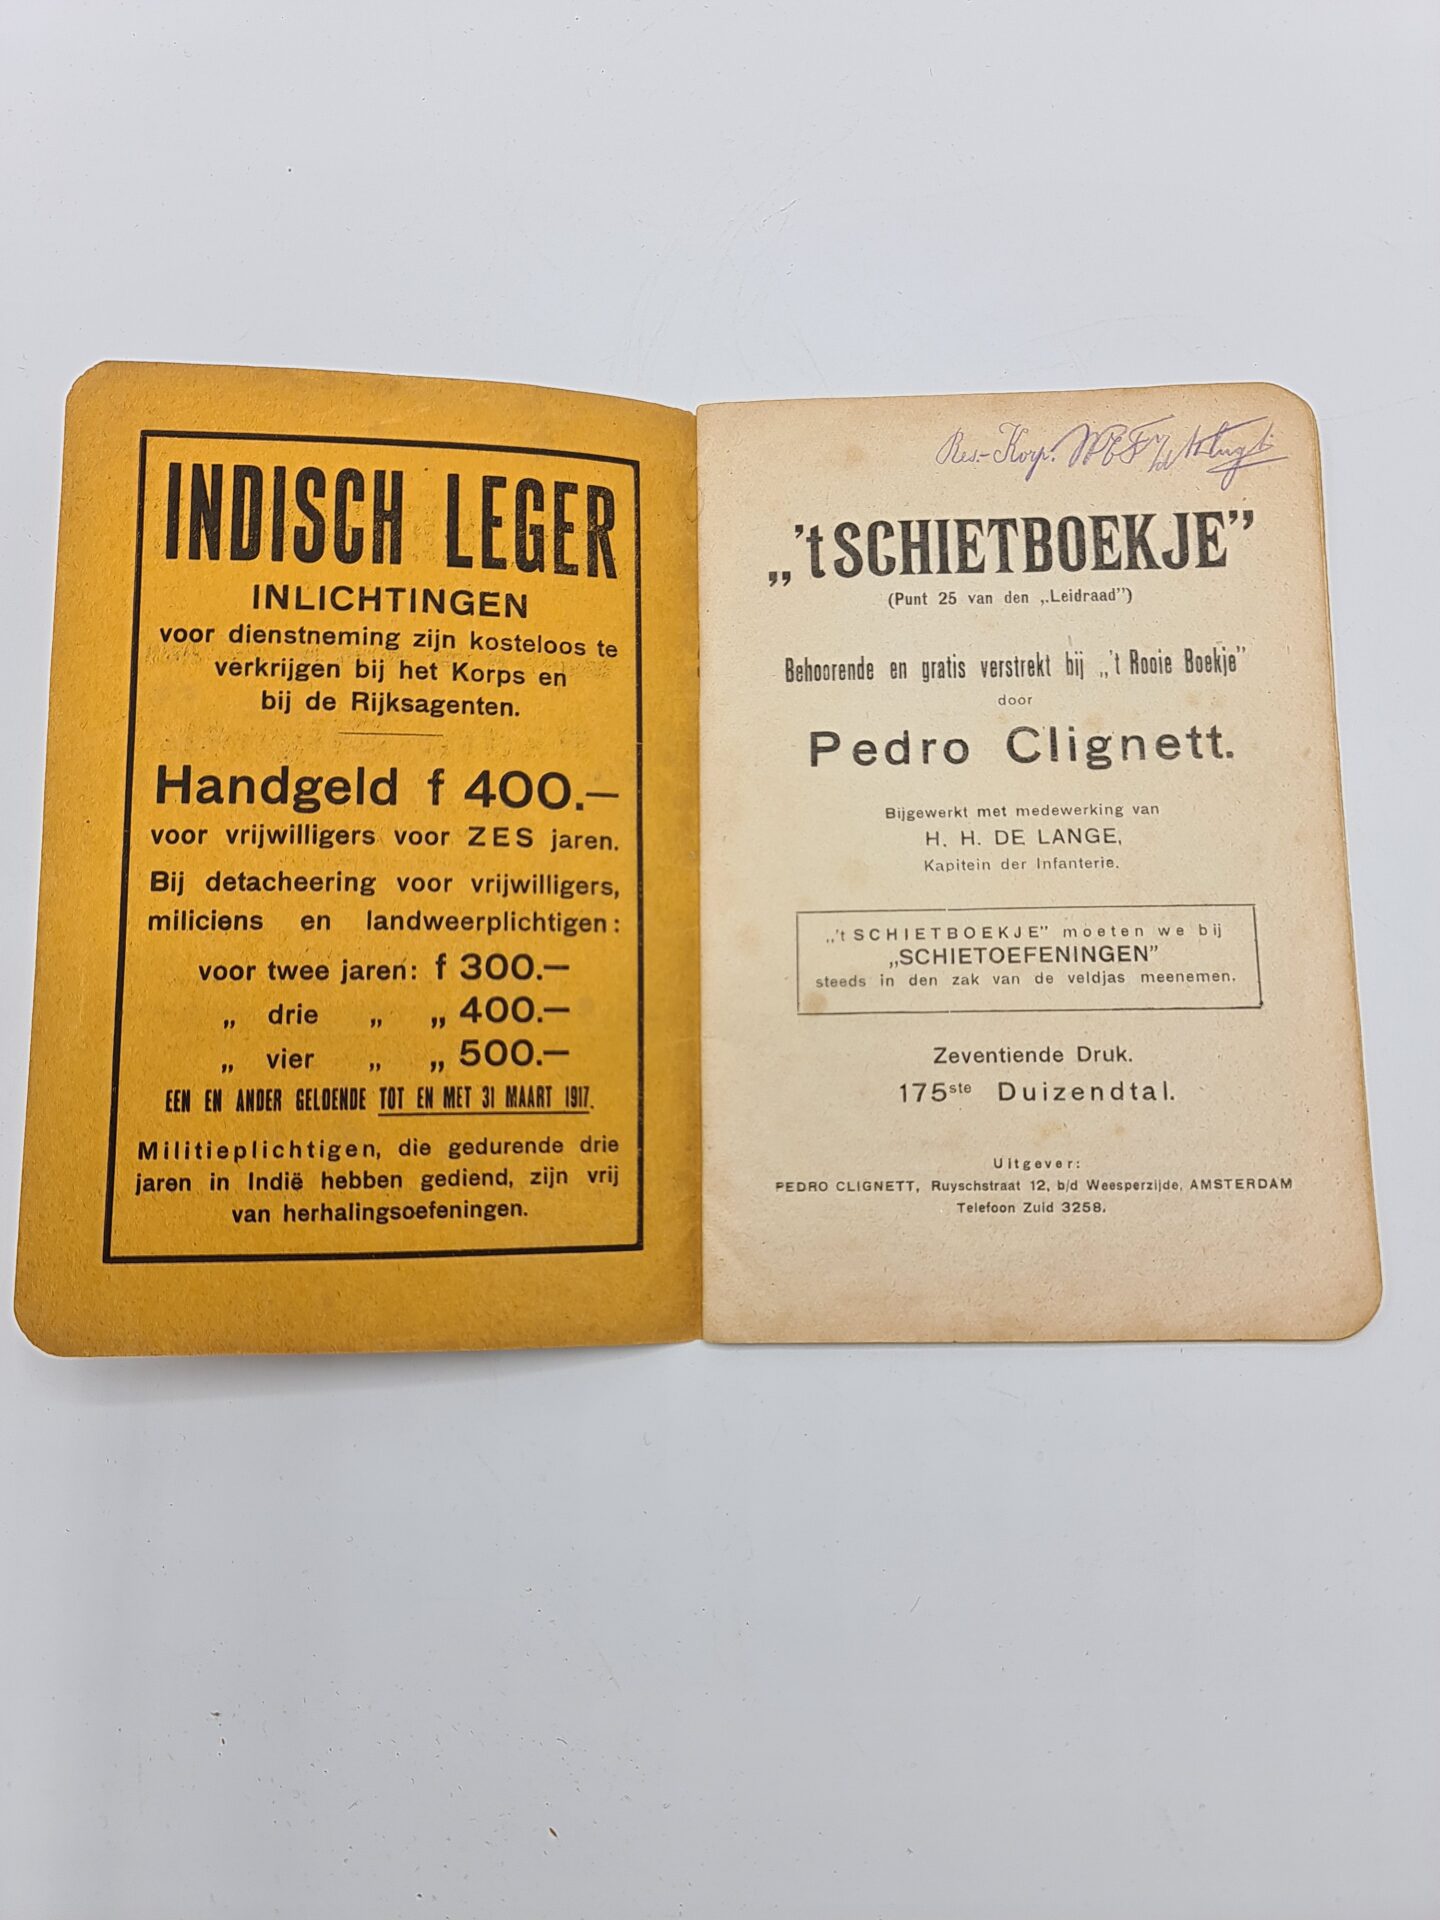 INDISCH LEGER
INLICHTINGEN
voor dienstneming zijn kosteloos te
verkrijgen bij het Korps en
bij de Rijksagenten.
Handgeld f 400.—
voor vrijwilligers voor ZES jaren.
Bij detacheering voor vrijwilligers,
miliciens en landweerplichtigen:
voor twee jaren: f 300.—
„ drie „ „ 400.—
„ vier „ „ 500.—
EEN EN ANDER GELDENDE TOT EN MET 31 MAART 1917.
Militieplichtigen, die gedurende drie
jaren in Indië hebben gediend, zijn vrij
van herhalingsoefeningen.
Res.- Korp.
„'t SCHIETBOEKJE”
(Punt 25 van den „Leidraad”)
Behoorende en gratis verstrekt bij „'t Rooie Boekje”
door
Pedro Clignett.
Bijgewerkt met medewerking van
H. H. DE LANGE,
Kapitein der Infanterie.
„'t SCHIETBOEKJE” moeten we bij
„SCHIETOEFENINGEN”
steeds in den zak van de veldjas meenemen.
Zeventiende Druk.
175ste Duizendtal.
Uitgever:
PEDRO CLIGNETT, Ruyschstraat 12, b/d Weesperzijde, AMSTERDAM
Telefoon Zuid 3258.